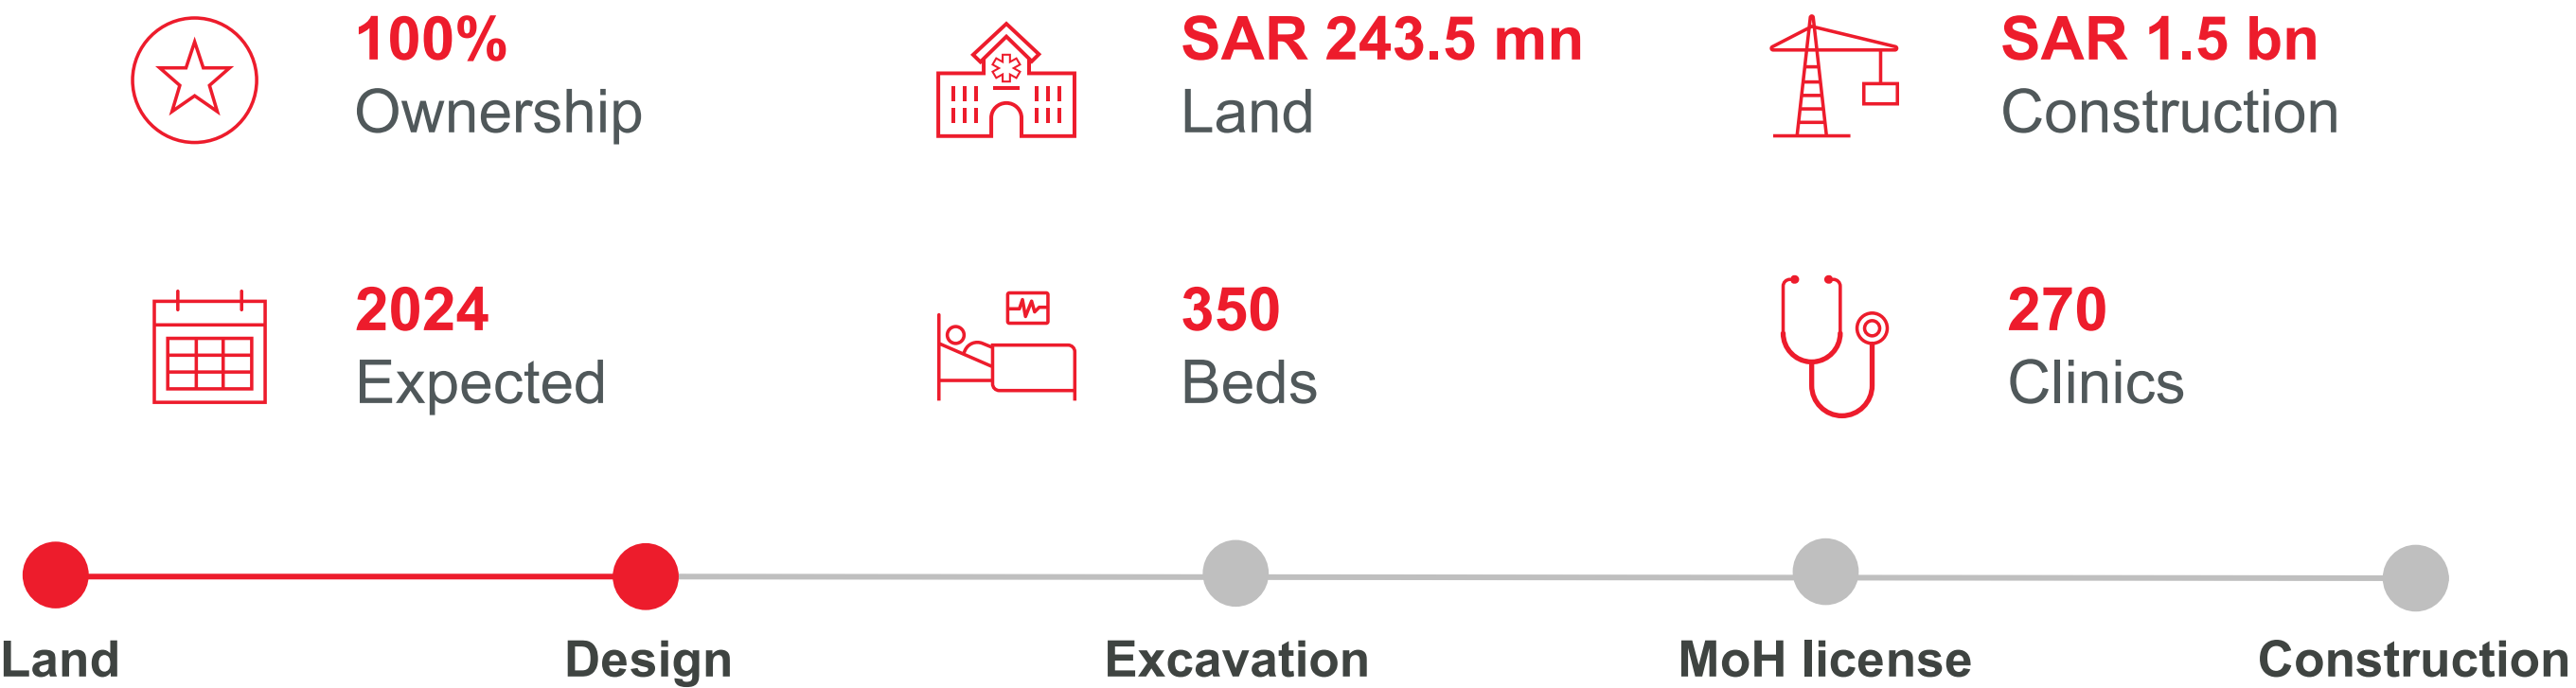 100%
Ownership
SAR 243.5 mn
Land
SAR 1.5 bn
Construction
2024
Expected
350
Beds
270
Clinics
Land
Design
Excavation
MoH license
Construction